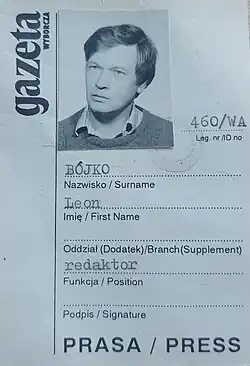 gazeta
WYBORCZA
460/WA
Leg. nr /ID no
BÓJKO
Nazwisko / Surname
Leon
Imię / First Name
Oddział (Dodatek)/Branch(Supplement)
redaktor
Funkcja / Position
Podpis / Signature
PRASA / PRESS